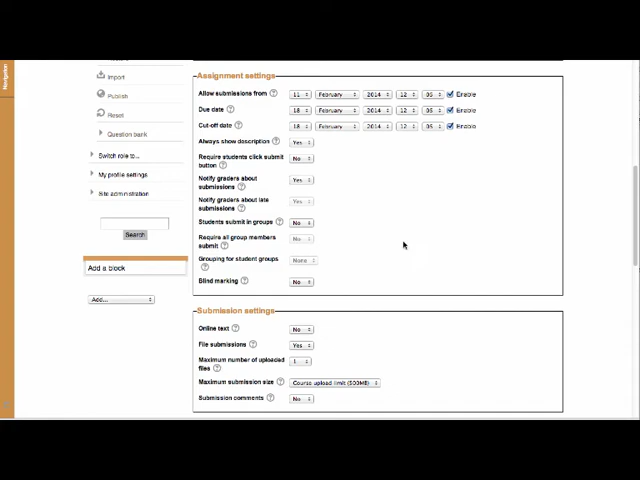 Navigation
Import
Publish
Reset
Question bank
Switch role to...
My profile settings
Site administration
Search
Add a block
Add...
Assignment settings
Allow submissions from 11 February 2014 12 05 Enable
Due date 18 February 2014 12 05 Enable
Cut-off date 18 February 2014 12 05 Enable
Always show description Yes
Require students click submit
button No
Notify graders about
submissions Yes
Notify graders about late
submissions Yes
Students submit in groups No
Require all group members
submit No
Grouping for student groups None
Blind marking No
Submission settings
Online text No
File submissions Yes
Maximum number of uploaded
files 1
Maximum submission size Course upload limit (500MB)
Submission comments No